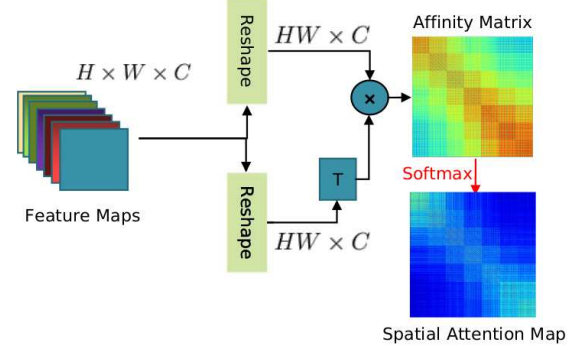 Affinity Matrix
Reshape
HW × C
H × W × C
×
Softmax
T
Feature Maps
Reshape
HW × C
Spatial Attention Map